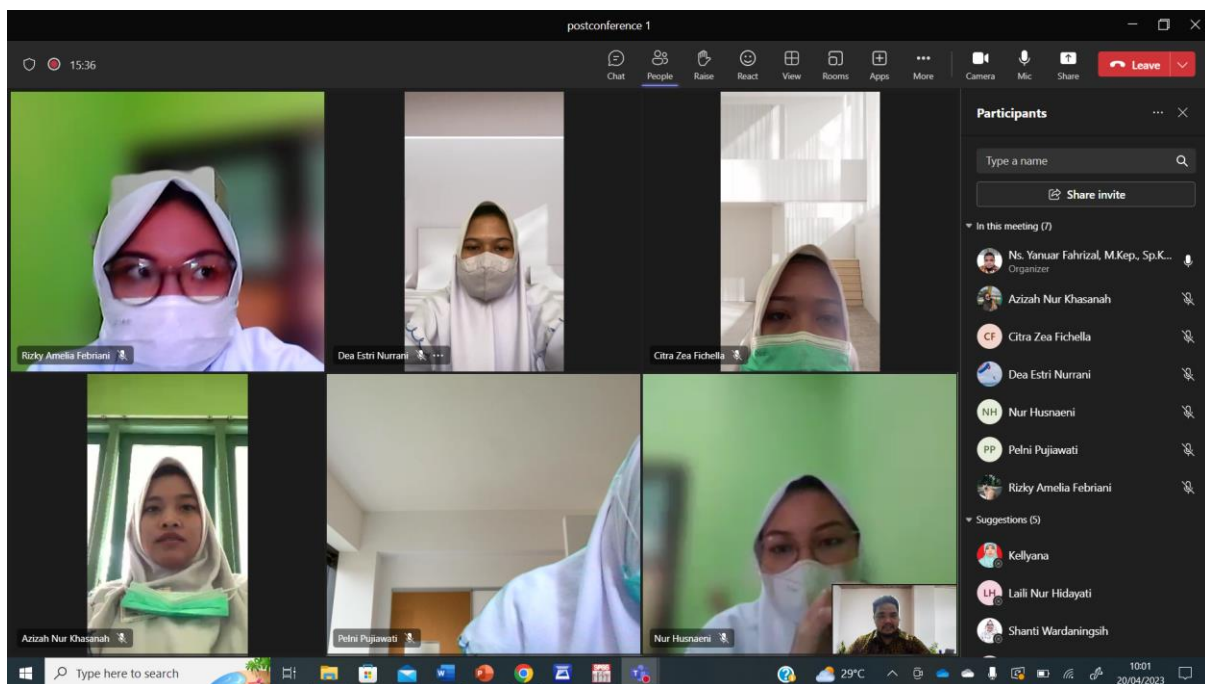 postconference 1
15:36
Chat
People
Raise
React
View
Rooms
Apps
More
Camera
Mic
Share
Leave
Rizky Amelia Febriani
Dea Estri Nurrani
Citra Zea Fichella
Azizah Nur Khasanah
Pelni Pujiawati
Nur Husnaeni
Participants
Type a name
Share invite
In this meeting (7)
Ns. Yanuar Fahrizal, M.Kep., Sp.K...
Organizer
Azizah Nur Khasanah
CF Citra Zea Fichella
Dea Estri Nurrani
NH Nur Husnaeni
PP Pelni Pujiawati
Rizky Amelia Febriani
Suggestions (5)
Kellyana
LH Laili Nur Hidayati
Shanti Wardaningsih
Type here to search
29°C
10:01
20/04/2023